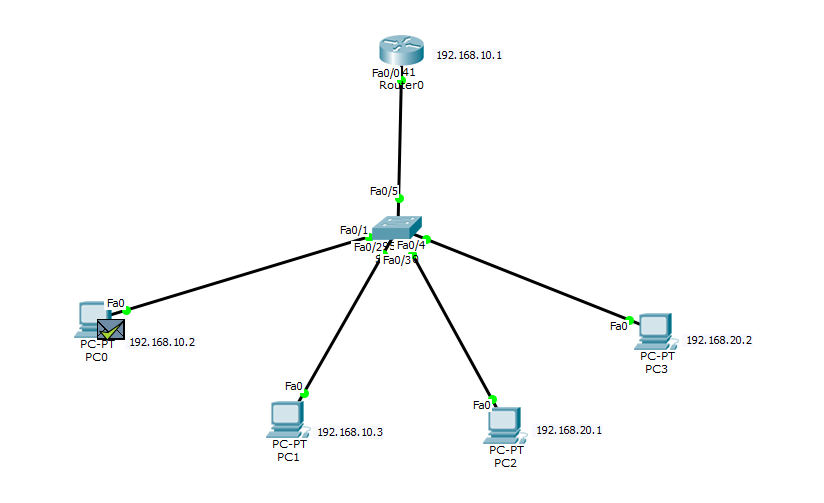 192.168.10.1
Fa0/0
41
Router0
Fa0/5
Fa0/1
Fa0/2
Fa0/4
Fa0/3
Fa0
192.168.10.2
PC-PT
PC0
Fa0
192.168.10.3
PC-PT
PC1
Fa0
192.168.20.1
PC-PT
PC2
Fa0
192.168.20.2
PC-PT
PC3